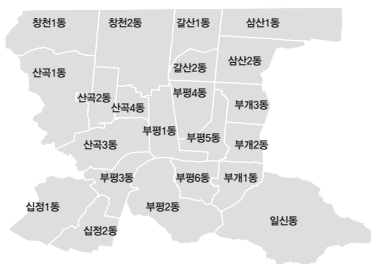 창천1동
창천2동
갈산1동
삼산1동
산곡1동
갈산2동
삼산2동
산곡2동
부평4동
산곡4동
부개3동
부평1동
부평5동
산곡3동
부개2동
부평3동
부평6동
부개1동
십정1동
부평2동
십정2동
일신동